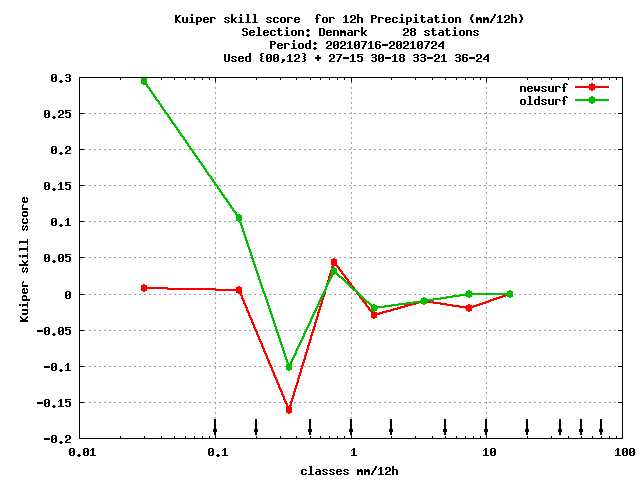 Kuiper skill score  for 12h Precipitation (mm/12h)
Selection: Denmark     28 stations
Period: 20210716-20210724
Used {00,12} + 27-15 30-18 33-21 36-24
newsurf
oldsurf
0.3
0.25
0.2
0.15
0.1
0.05
0
-0.05
-0.1
-0.15
-0.2
Kuiper skill score
0.01
0.1
1
10
100
classes mm/12h